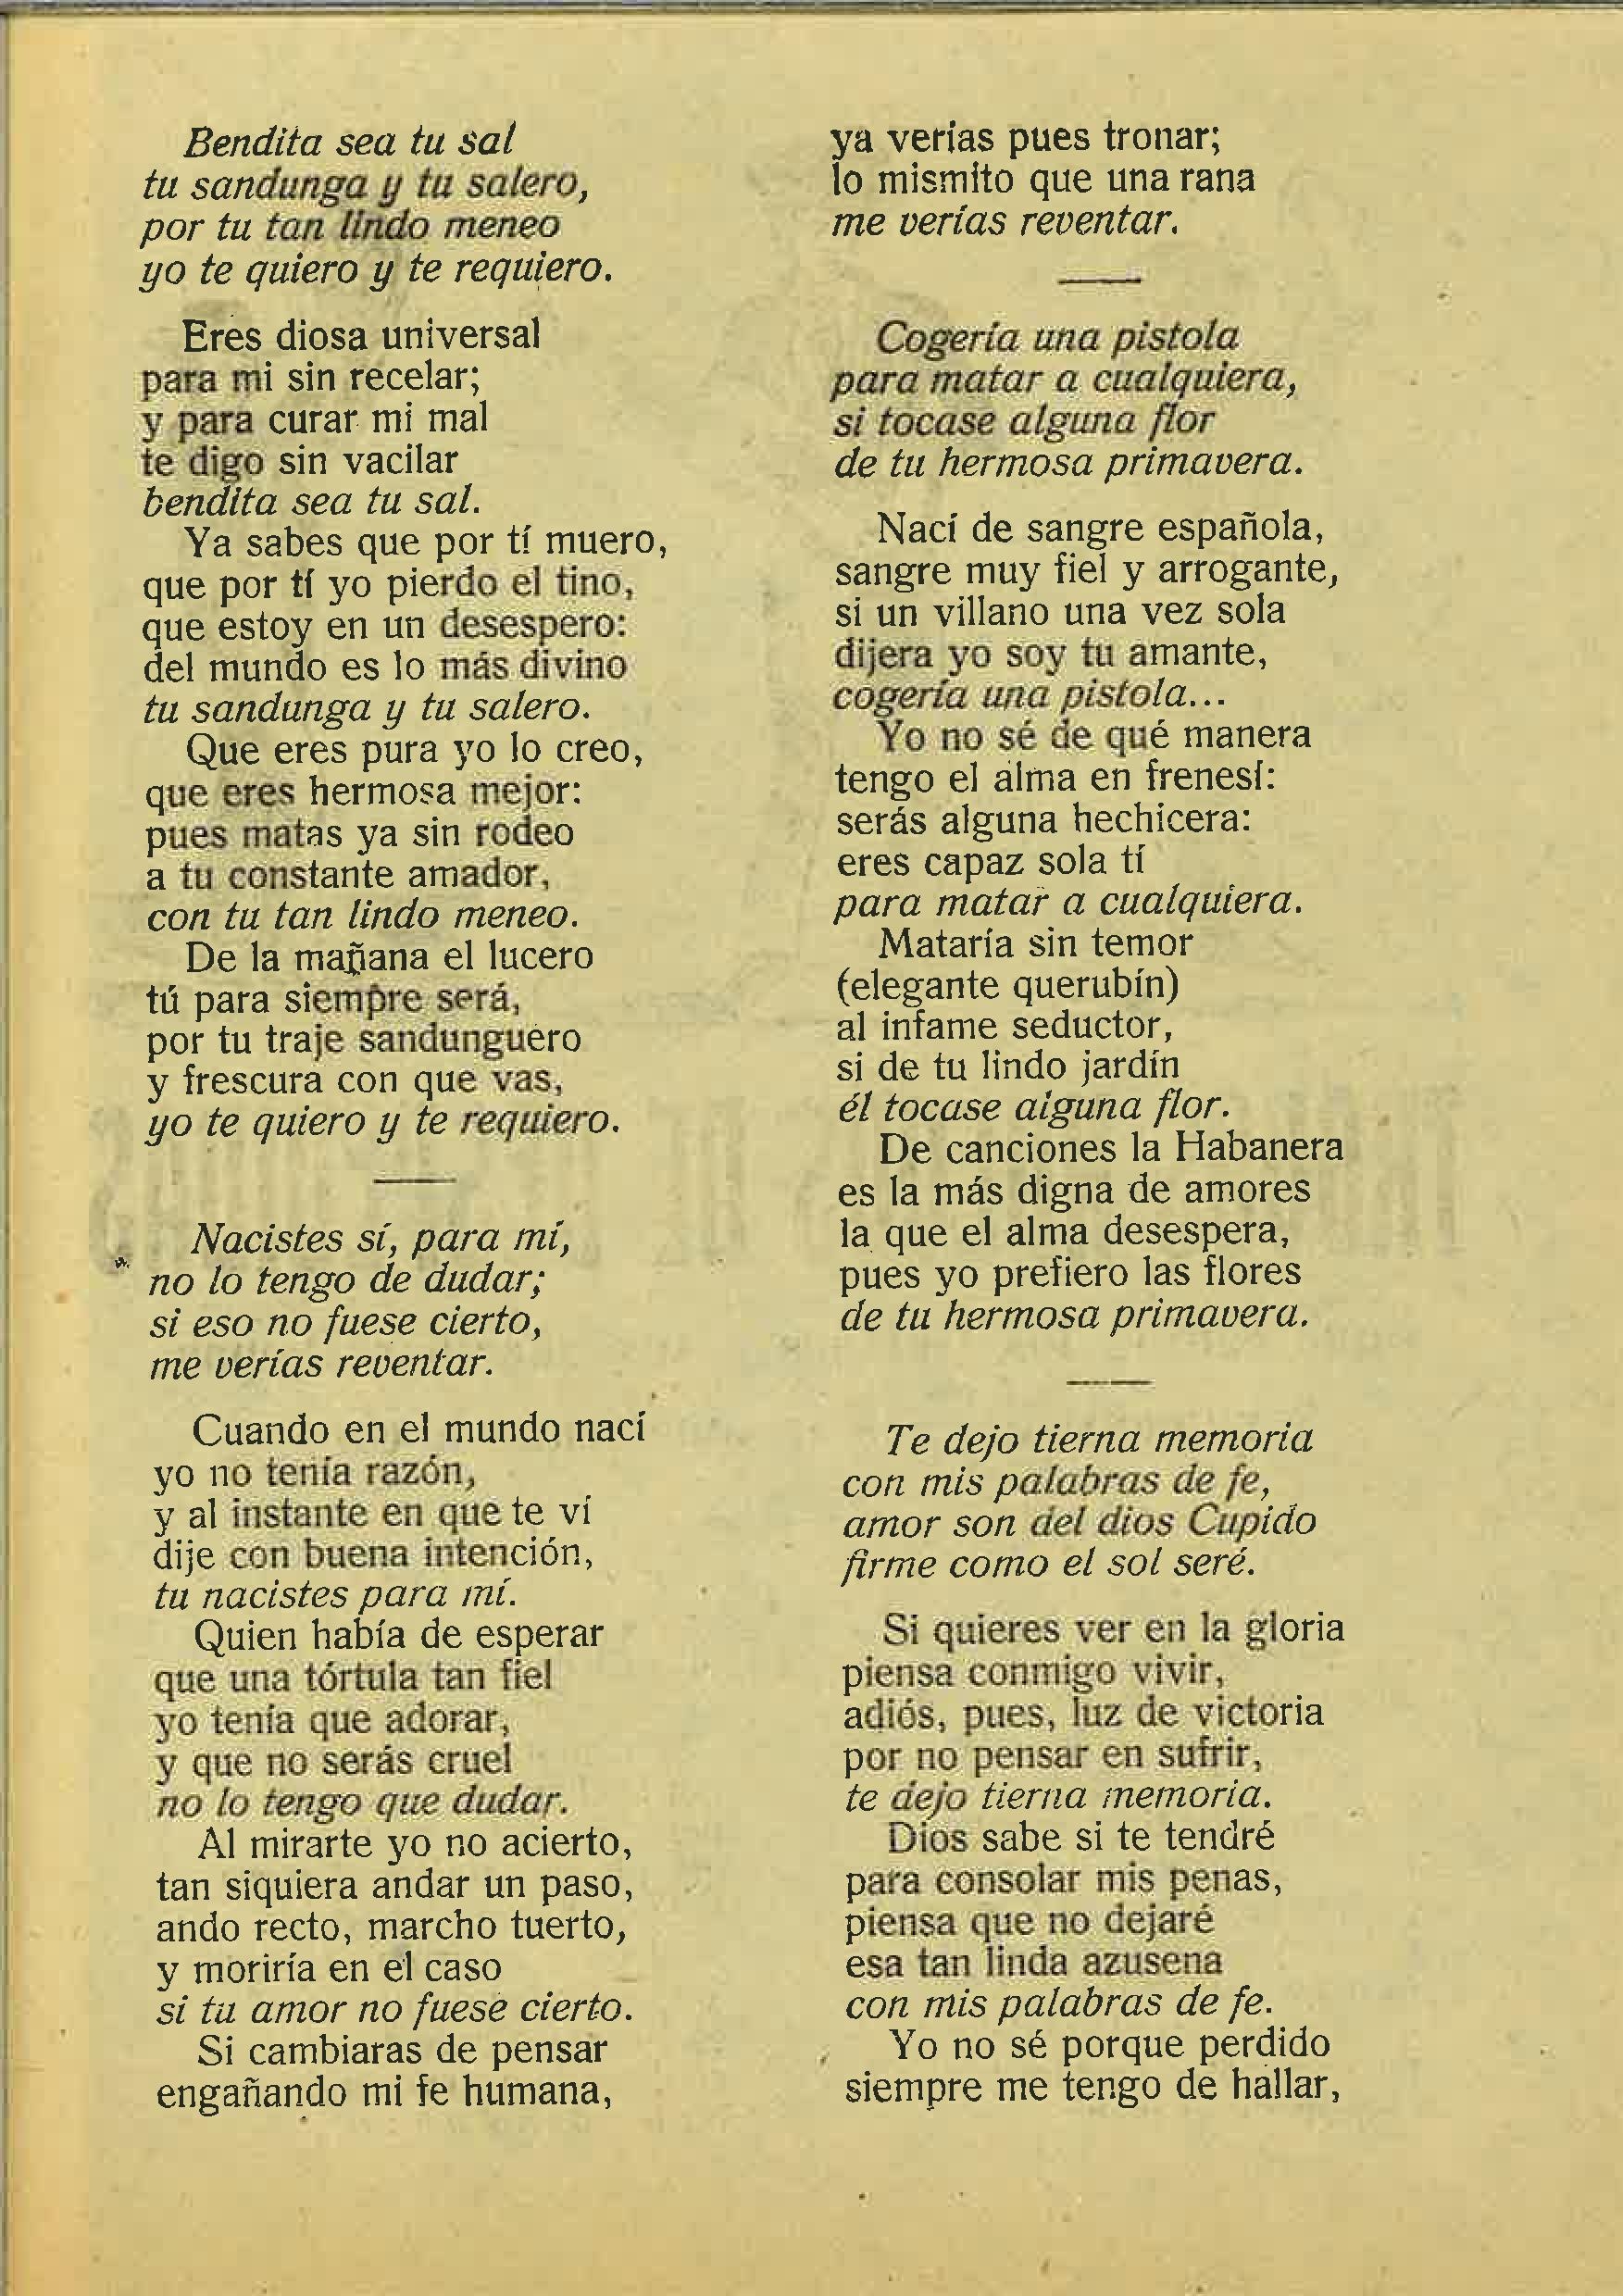 Bendita sea tu sal
tu sandunga y tu salero,
por tu tan lindo meneo
yo te quiero y te requiero.
Eres diosa universal
para mi sin recelar;
y para curar mi mal
te digo sin vacilar
bendita sea tu sal.
Ya sabes que por tí muero,
que por tí yo pierdo el tino,
que estoy en un desespero:
del mundo es lo más divino
tu sandunga y tu salero.
Que eres pura yo lo creo,
que eres hermosa mejor:
pues matas ya sin rodeo
a tu constante amador,
con tu tan lindo meneo.
De la mañana el lucero
tú para siempre será,
por tu traje sandunguero
y frescura con que vas,
yo te quiero y te requiero.
Nacistes sí, para mí,
no lo tengo de dudar;
si eso no fuese cierto,
me verías reventar.
Cuando en el mundo nací
yo no tenía razón,
y al instante en que te ví
dije con buena intención,
tu nacistes para mí.
Quien había de esperar
que una tórtula tan fiel
yo tenía que adorar,
y que no serás cruel
no lo tengo que dudar.
Al mirarte yo no acierto,
tan siquiera andar un paso,
ando recto, marcho tuerto,
y moriría en el caso
si tu amor no fuese cierto.
Si cambiaras de pensar
engañando mi fe humana,
ya verías pues tronar;
lo mismito que una rana
me verías reventar.
Cogería una pistola
para matar a cualquiera,
si tocase alguna flor
de tu hermosa primavera.
Nací de sangre española,
sangre muy fiel y arrogante,
si un villano una vez sola
dijera yo soy tu amante,
cogería una pistola...
Yo no sé de qué manera
tengo el alma en frenesí:
serás alguna hechicera:
eres capaz sola tí
para matar a cualquiera.
Mataría sin temor
(elegante querubín)
al infame seductor,
si de tu lindo jardín
él tocase alguna flor.
De canciones la Habanera
es la más digna de amores
la que el alma desespera,
pues yo prefiero las flores
de tu hermosa primavera.
Te dejo tierna memoria
con mis palabras de fe,
amor son del dios Cupido
firme como el sol seré.
Si quieres ver en la gloria
piensa conmigo vivir,
adiós, pues, luz de victoria
por no pensar en sufrir,
te dejo tierna memoria.
Dios sabe si te tendré
para consolar mis penas,
piensa que no dejaré
esa tan linda azusena
con mis palabras de fe.
Yo no sé porque perdido
siempre me tengo de hallar,